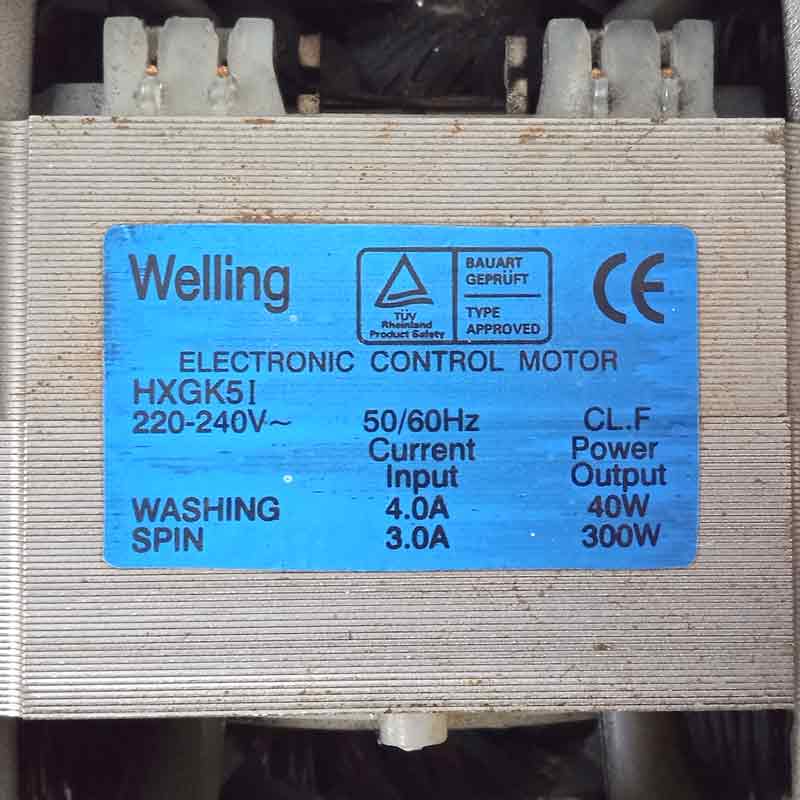 Welling
TÜV
Rheinland
Product Safety
BAUART
GEPRÜFT
TYPE
APPROVED
CE
ELECTRONIC CONTROL MOTOR
HXGK5I
220-240V~ 50/60Hz CL.F
Current Power
Input Output
WASHING 4.0A 40W
SPIN 3.0A 300W